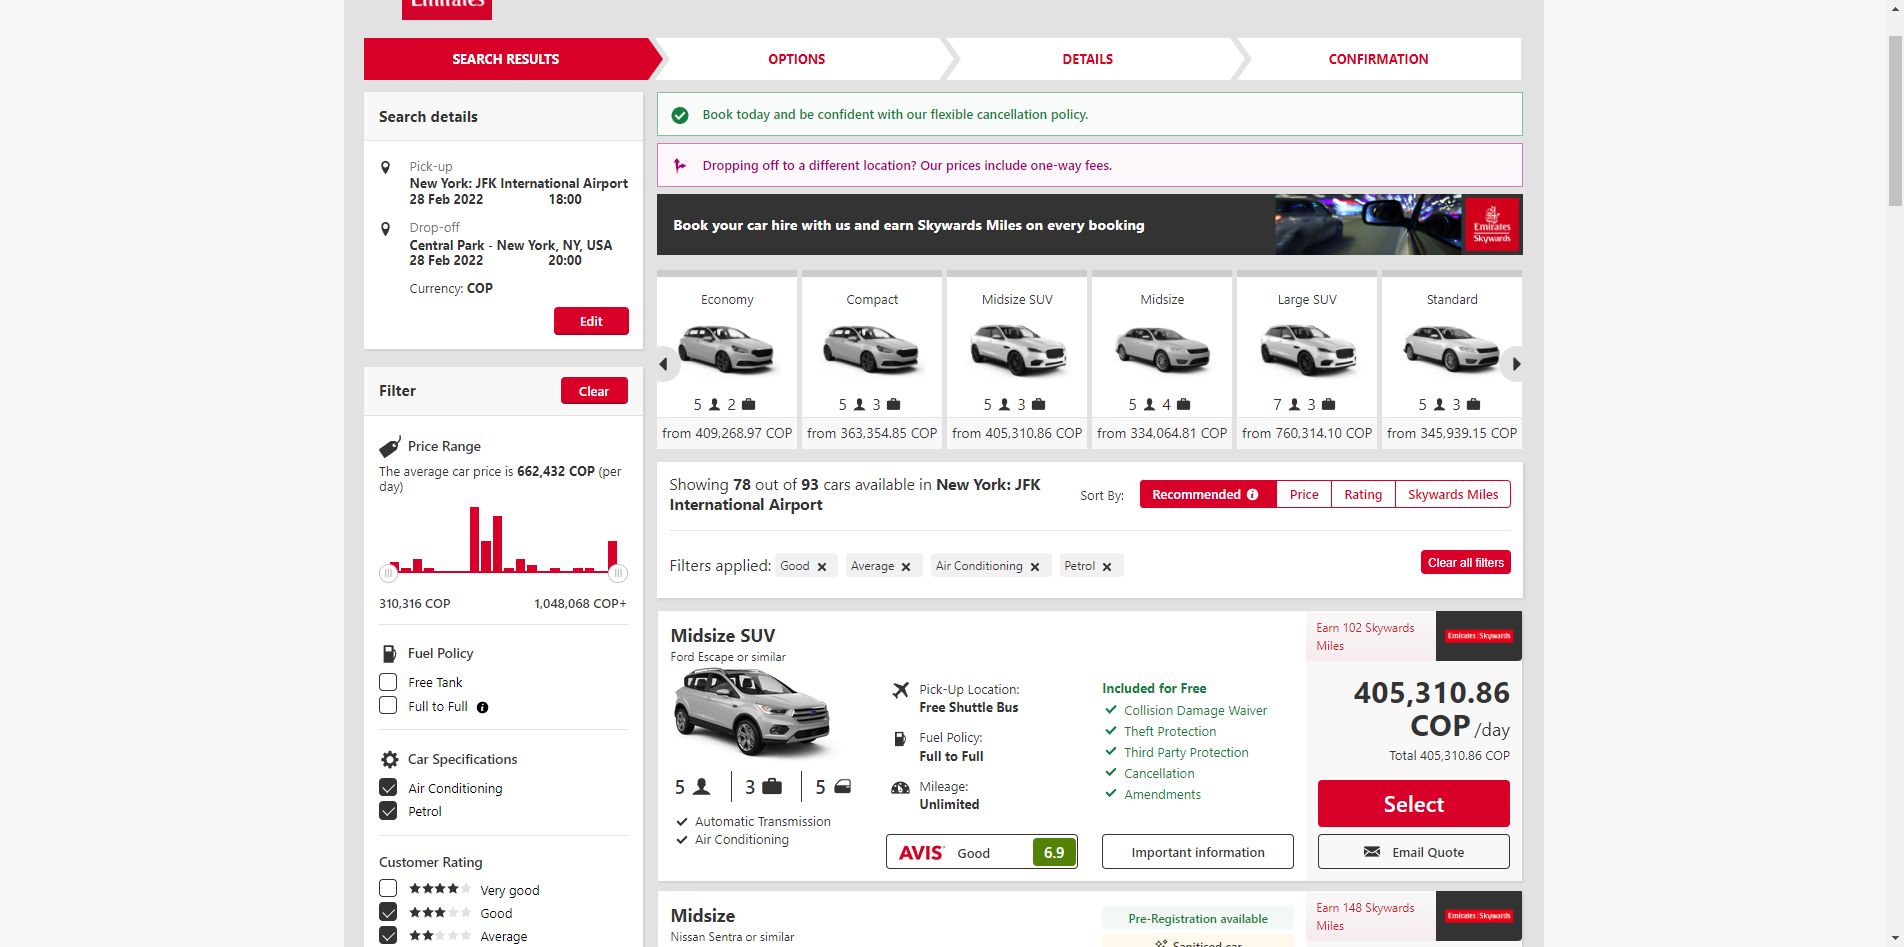 Emirates
SEARCH RESULTS
OPTIONS
DETAILS
CONFIRMATION
Search details
Pick-up
New York: JFK International Airport
28 Feb 2022 18:00
Drop-off
Central Park - New York, NY, USA
28 Feb 2022 20:00
Currency: COP
Edit
Filter
Clear
Price Range
The average car price is 662,432 COP (per
day)
310,316 COP 1,048,068 COP+
Fuel Policy
Free Tank
Full to Full
Car Specifications
Air Conditioning
Petrol
Customer Rating
Very good
Good
Average
Book today and be confident with our flexible cancellation policy.
Dropping off to a different location? Our prices include one-way fees.
Book your car hire with us and earn Skywards Miles on every booking
Emirates
Skywards
Economy
5 2
from 409,268.97 COP
Compact
5 3
from 363,354.85 COP
Midsize SUV
5 3
from 405,310.86 COP
Midsize
5 4
from 334,064.81 COP
Large SUV
7 3
from 760,314.10 COP
Standard
5 3
from 345,939.15 COP
Showing 78 out of 93 cars available in New York: JFK
International Airport
Sort By:
Recommended
Price
Rating
Skywards Miles
Filters applied:
Good
Average
Air Conditioning
Petrol
Clear all filters
Midsize SUV
Ford Escape or similar
5 3 5
Automatic Transmission
Air Conditioning
Pick-Up Location:
Free Shuttle Bus
Fuel Policy:
Full to Full
Mileage:
Unlimited
AVIS Good 6.9
Included for Free
Collision Damage Waiver
Theft Protection
Third Party Protection
Cancellation
Amendments
Important information
Earn 102 Skywards
Miles
Emirates Skywards
405,310.86
COP /day
Total 405,310.86 COP
Select
Email Quote
Midsize
Nissan Sentra or similar
Pre-Registration available
Sanitised car
Earn 148 Skywards
Miles
Emirates Skywards